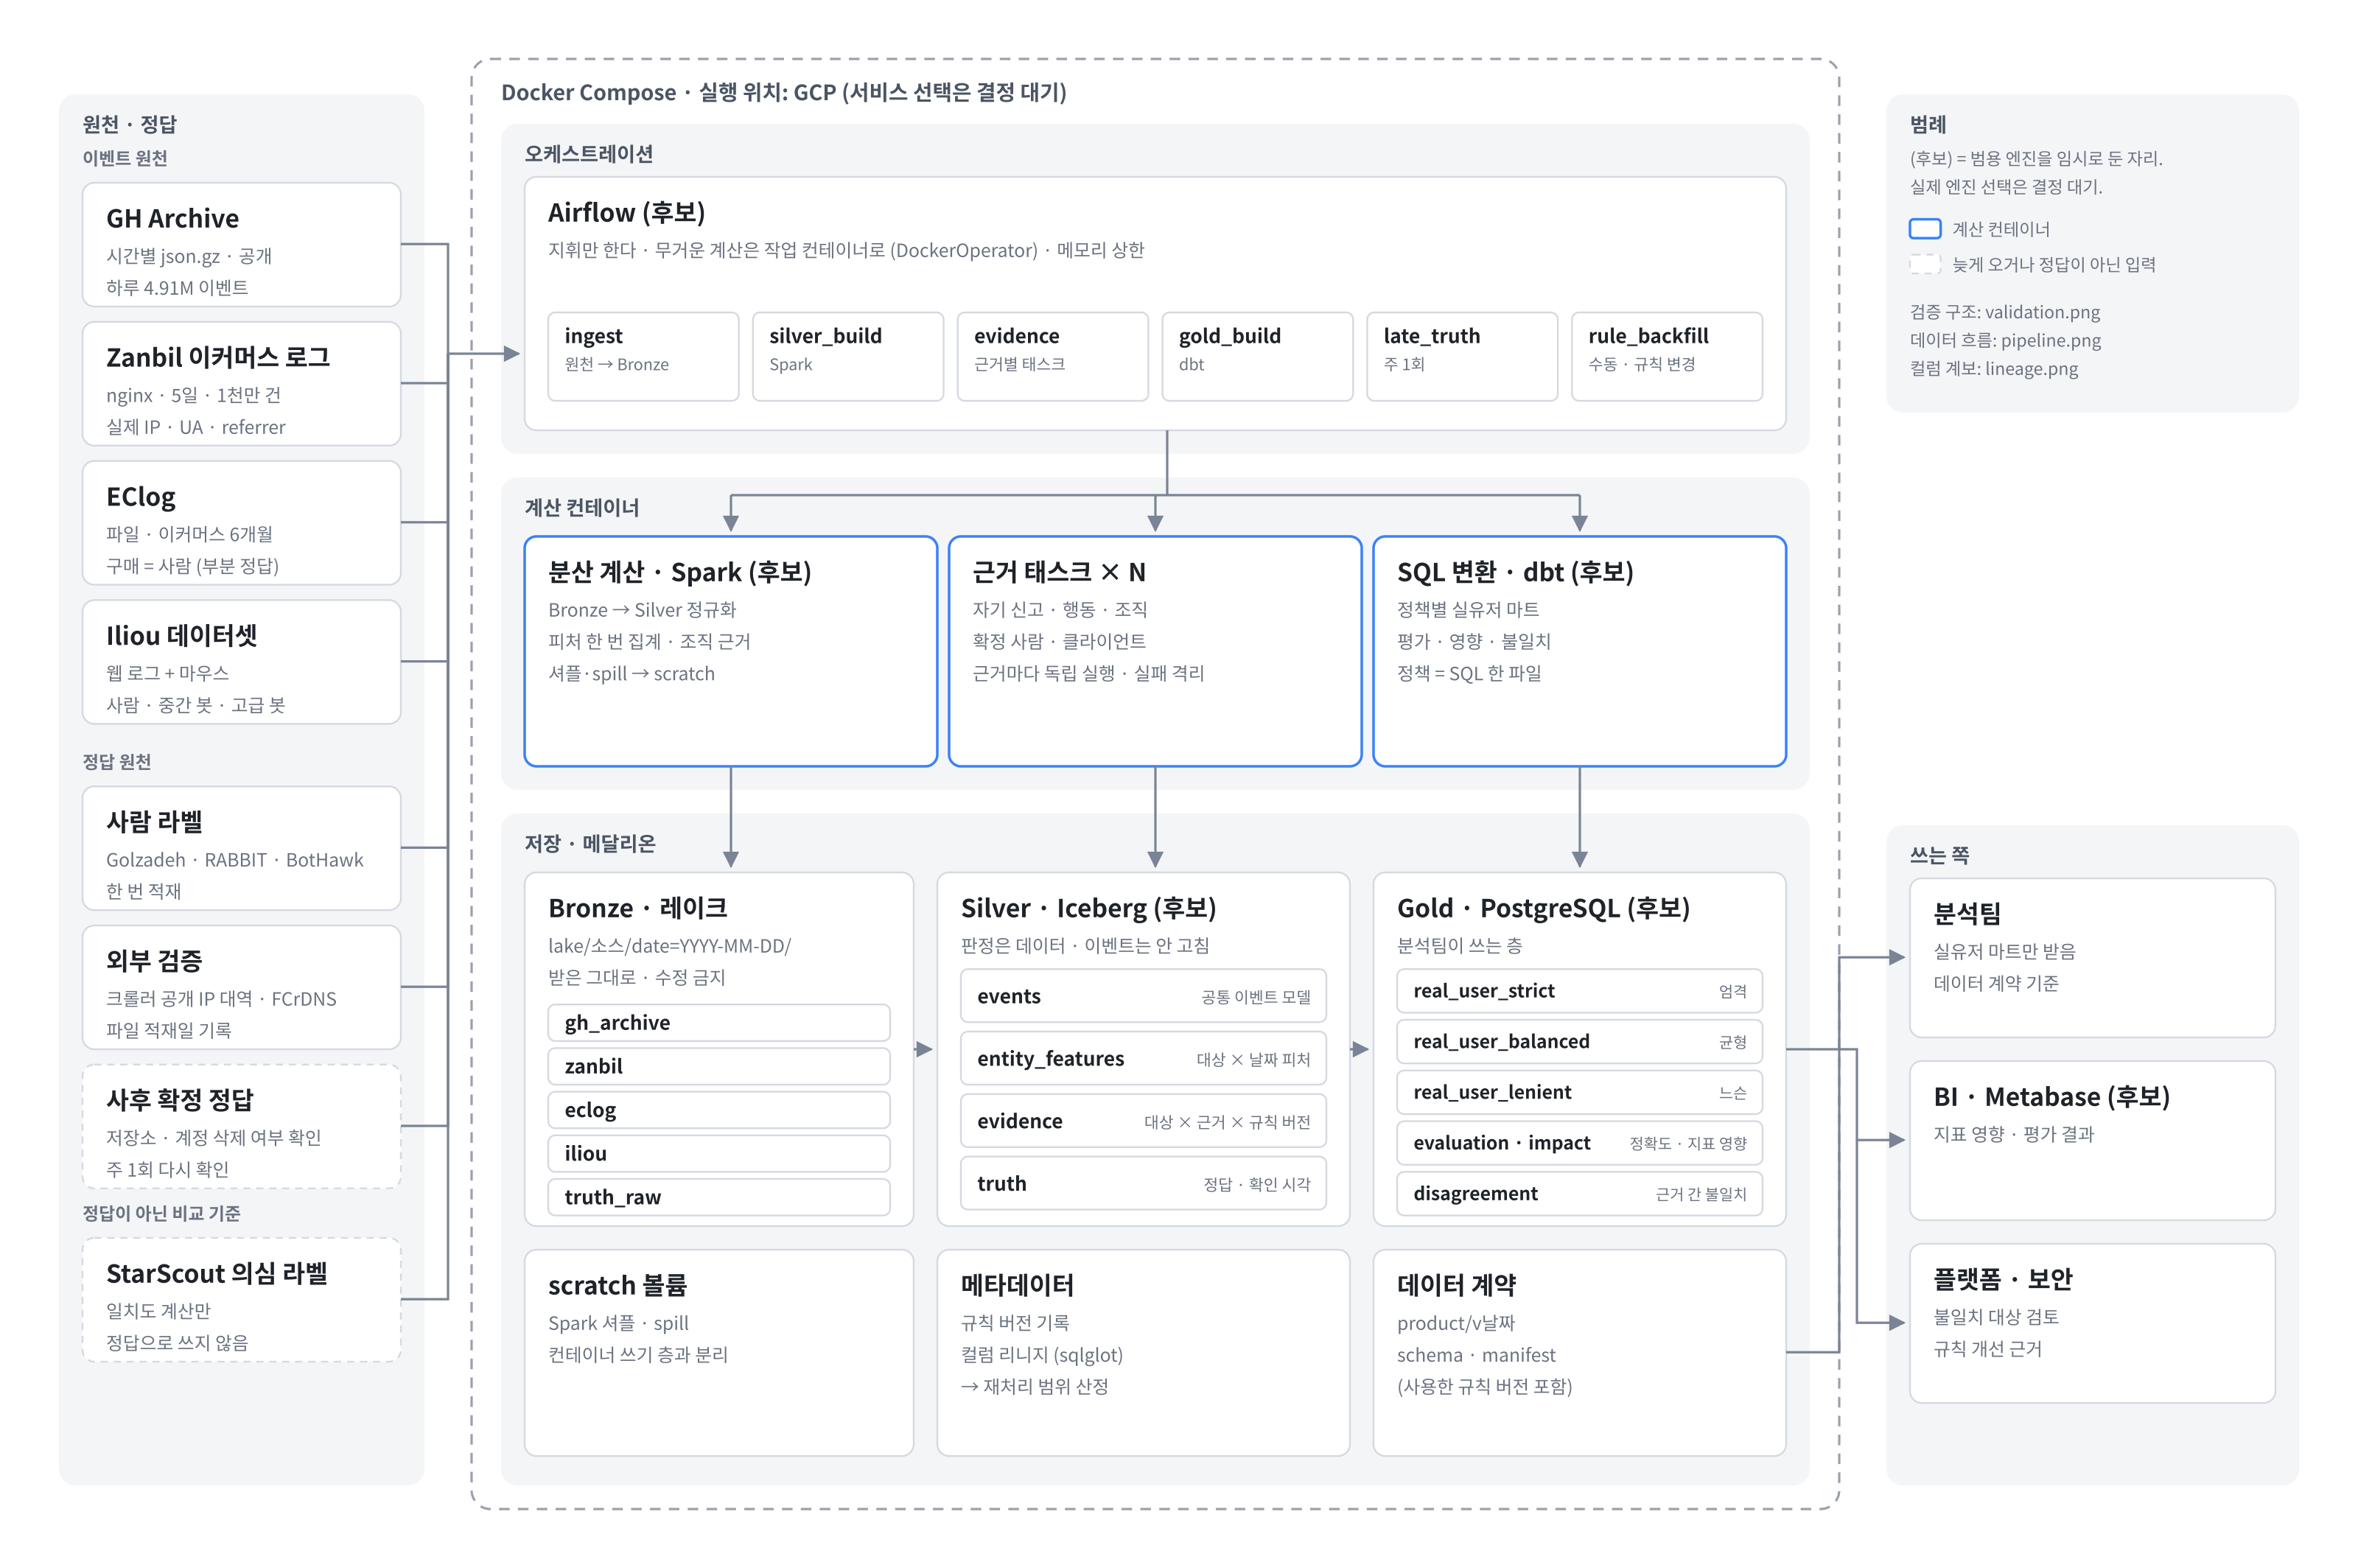 원천 · 정답
이벤트 원천
GH Archive
시간별 json.gz · 공개
하루 4.91M 이벤트
Zanbil 이커머스 로그
nginx · 5일 · 1천만 건
실제 IP · UA · referrer
EClog
파일 · 이커머스 6개월
구매 = 사람 (부분 정답)
Iliou 데이터셋
웹 로그 + 마우스
사람 · 중간 봇 · 고급 봇
정답 원천
사람 라벨
Golzadeh · RABBIT · BotHawk
한 번 적재
외부 검증
크롤러 공개 IP 대역 · FCrDNS
파일 적재일 기록
사후 확정 정답
저장소 · 계정 삭제 여부 확인
주 1회 다시 확인
정답이 아닌 비교 기준
StarScout 의심 라벨
일치도 계산만
정답으로 쓰지 않음
Docker Compose · 실행 위치: GCP (서비스 선택은 결정 대기)
오케스트레이션
Airflow (후보)
지휘만 한다 · 무거운 계산은 작업 컨테이너로 (DockerOperator) · 메모리 상한
ingest
원천 → Bronze
silver_build
Spark
evidence
근거별 태스크
gold_build
dbt
late_truth
주 1회
rule_backfill
수동 · 규칙 변경
계산 컨테이너
분산 계산 · Spark (후보)
Bronze → Silver 정규화
피처 한 번 집계 · 조직 근거
셔플·spill → scratch
근거 태스크 × N
자기 신고 · 행동 · 조직
확정 사람 · 클라이언트
근거마다 독립 실행 · 실패 격리
SQL 변환 · dbt (후보)
정책별 실유저 마트
평가 · 영향 · 불일치
정책 = SQL 한 파일
저장 · 메달리온
Bronze · 레이크
lake/소스/date=YYYY-MM-DD/
받은 그대로 · 수정 금지
gh_archive
zanbil
eclog
iliou
truth_raw
Silver · Iceberg (후보)
판정은 데이터 · 이벤트는 안 고침
events 공통 이벤트 모델
entity_features 대상 × 날짜 피처
evidence 대상 × 근거 × 규칙 버전
truth 정답 · 확인 시각
Gold · PostgreSQL (후보)
분석팀이 쓰는 층
real_user_strict 엄격
real_user_balanced 균형
real_user_lenient 느슨
evaluation · impact 정확도 · 지표 영향
disagreement 근거 간 불일치
scratch 볼륨
Spark 셔플 · spill
컨테이너 쓰기 층과 분리
메타데이터
규칙 버전 기록
컬럼 리니지 (sqlglot)
→ 재처리 범위 산정
데이터 계약
product/v날짜
schema · manifest
(사용한 규칙 버전 포함)
범례
(후보) = 범용 엔진을 임시로 둔 자리.
실제 엔진 선택은 결정 대기.
계산 컨테이너
늦게 오거나 정답이 아닌 입력
검증 구조: validation.png
데이터 흐름: pipeline.png
컬럼 계보: lineage.png
쓰는 쪽
분석팀
실유저 마트만 받음
데이터 계약 기준
BI · Metabase (후보)
지표 영향 · 평가 결과
플랫폼 · 보안
불일치 대상 검토
규칙 개선 근거